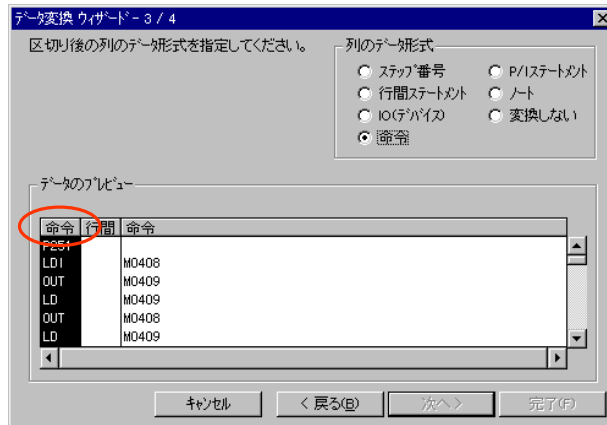 データ変換 ウィザード - 3 / 4
区切り後の列のデータ形式を指定してください。
列のデータ形式
ステップ番号
P/Iステートメント
行間ステートメント
ノート
IO(デバイス)
変換しない
命令
データのプレビュー
命令 行間 命令
P251
LDI M0408
OUT M0409
LD M0409
OUT M0408
LD M0409
キャンセル
< 戻る(B)
次へ >
完了(F)